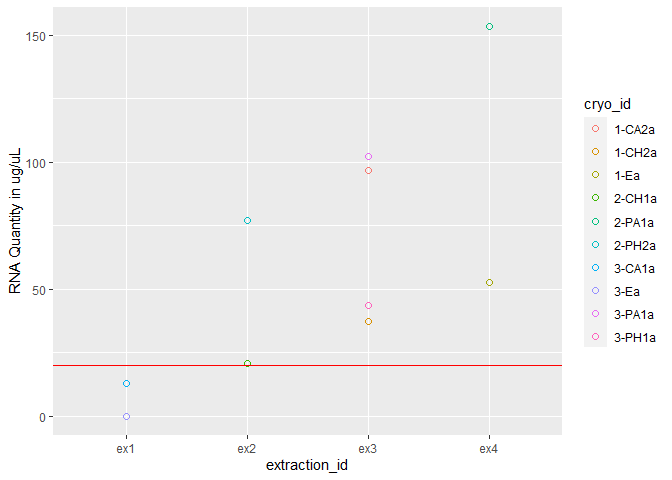 RNA Quantity in ug/uL
150
100
50
0
ex1 ex2 ex3 ex4
extraction_id
cryo_id
1-CA2a
1-CH2a
1-Ea
2-CH1a
2-PA1a
2-PH2a
3-CA1a
3-Ea
3-PA1a
3-PH1a